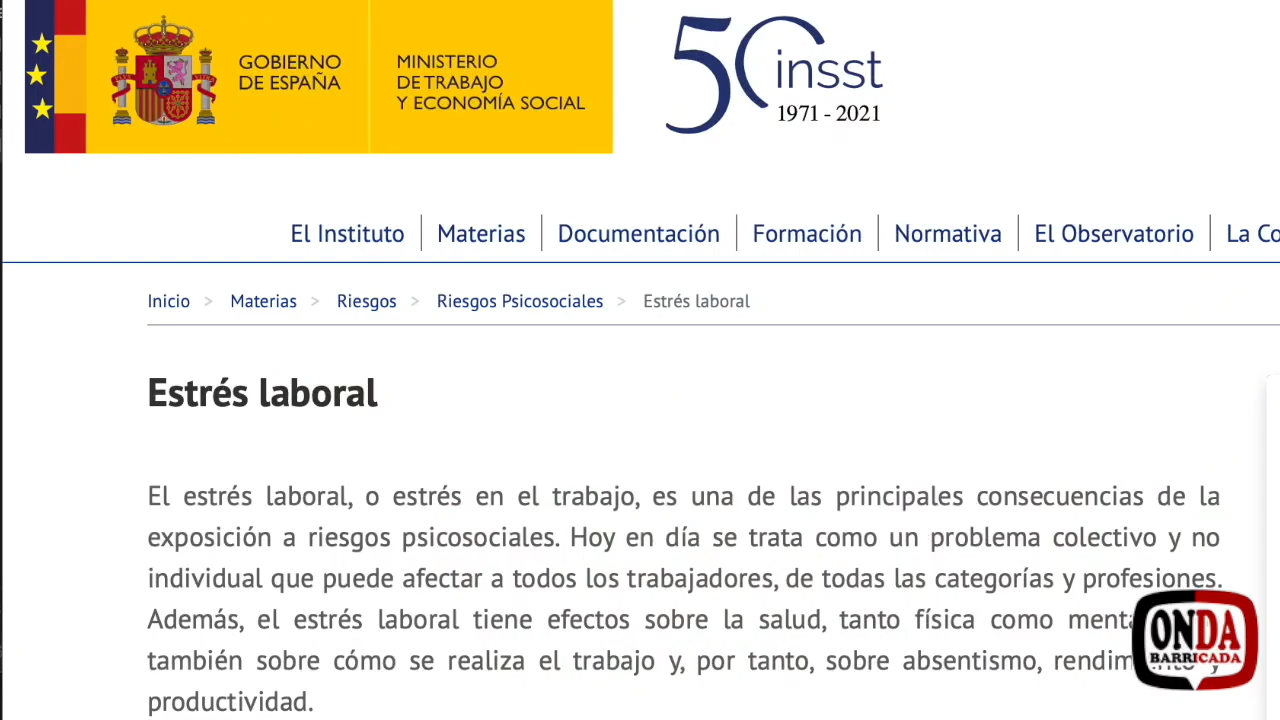 GOBIERNO
DE ESPAÑA
MINISTERIO
DE TRABAJO
Y ECONOMÍA SOCIAL
50 insst
1971 - 2021
El Instituto Materias Documentación Formación Normativa El Observatorio La
Inicio > Materias > Riesgos > Riesgos Psicosociales > Estrés laboral
Estrés laboral
El estrés laboral, o estrés en el trabajo, es una de las principales consecuencias de la
exposición a riesgos psicosociales. Hoy en día se trata como un problema colectivo y no
individual que puede afectar a todos los trabajadores, de todas las categorías y profesiones.
Además, el estrés laboral tiene efectos sobre la salud, tanto física como
también sobre cómo se realiza el trabajo y, por tanto, sobre absentismo, y
productividad.
ONDA
BARRICADA